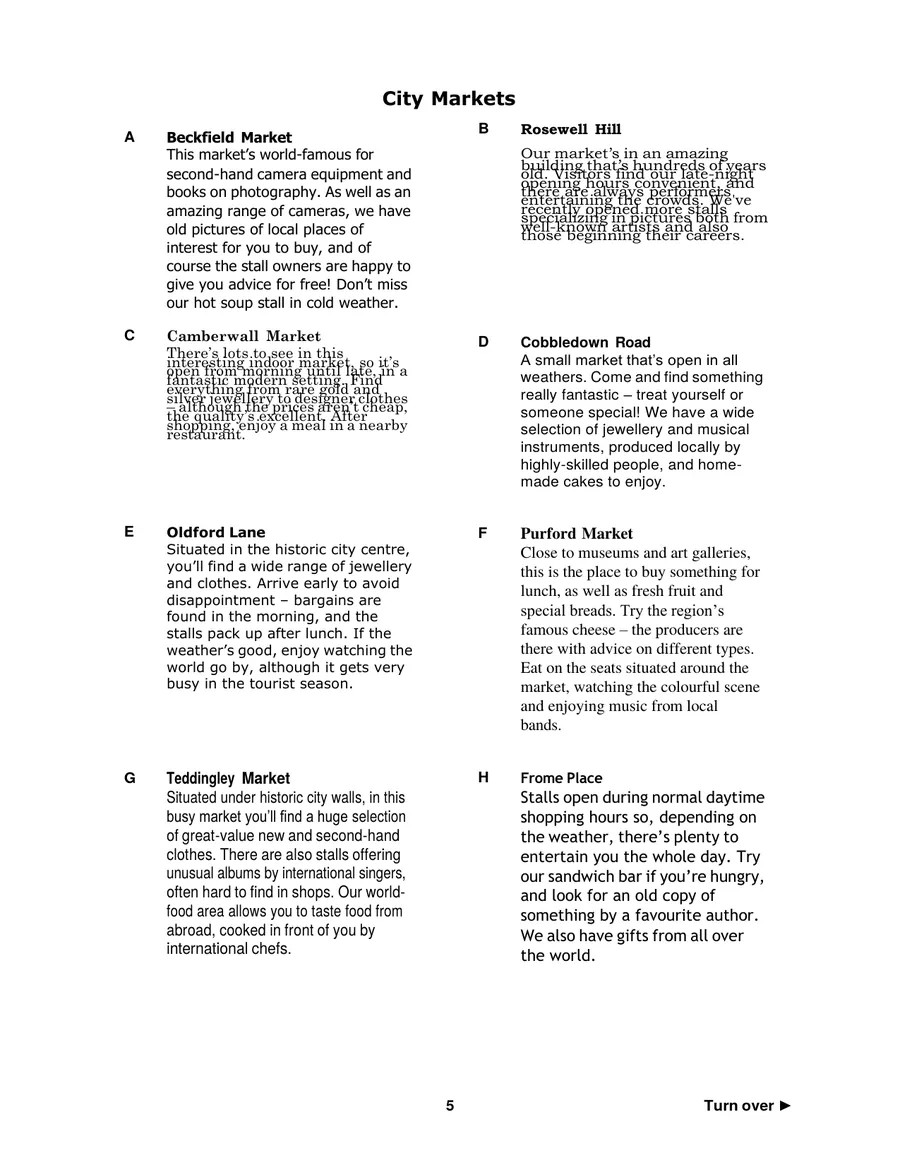 City Markets
A
Beckfield Market
This market's world-famous for
second-hand camera equipment and
books on photography. As well as an
amazing range of cameras, we have
old pictures of local places of
interest for you to buy, and of
course the stall owners are happy to
give you advice for free! Don't miss
our hot soup stall in cold weather.
B
Rosewell Hill
Our market's in an amazing
building that's hundreds of years
old. Visitors find our late-night
opening hours convenient, and
there are always performers
entertaining the crowds. We've
recently opened more stalls
specializing in pictures both from
well-known artists and also
those beginning their careers.
C
Camberwall Market
There's lots to see in this
interesting indoor market, so it's
open from morning until late, in a
fantastic modern setting. Find
everything from rare gold and
silver jewellery to designer clothes
– although the prices aren't cheap,
the quality's excellent. After
shopping, enjoy a meal in a nearby
restaurant.
D
Cobbledown Road
A small market that's open in all
weathers. Come and find something
really fantastic – treat yourself or
someone special! We have a wide
selection of jewellery and musical
instruments, produced locally by
highly-skilled people, and home-
made cakes to enjoy.
E
Oldford Lane
Situated in the historic city centre,
you'll find a wide range of jewellery
and clothes. Arrive early to avoid
disappointment – bargains are
found in the morning, and the
stalls pack up after lunch. If the
weather's good, enjoy watching the
world go by, although it gets very
busy in the tourist season.
F
Purford Market
Close to museums and art galleries,
this is the place to buy something for
lunch, as well as fresh fruit and
special breads. Try the region's
famous cheese – the producers are
there with advice on different types.
Eat on the seats situated around the
market, watching the colourful scene
and enjoying music from local
bands.
G
Teddingley Market
Situated under historic city walls, in this
busy market you'll find a huge selection
of great-value new and second-hand
clothes. There are also stalls offering
unusual albums by international singers,
often hard to find in shops. Our world-
food area allows you to taste food from
abroad, cooked in front of you by
international chefs.
H
Frome Place
Stalls open during normal daytime
shopping hours so, depending on
the weather, there's plenty to
entertain you the whole day. Try
our sandwich bar if you're hungry,
and look for an old copy of
something by a favourite author.
We also have gifts from all over
the world.
5
Turn over ►